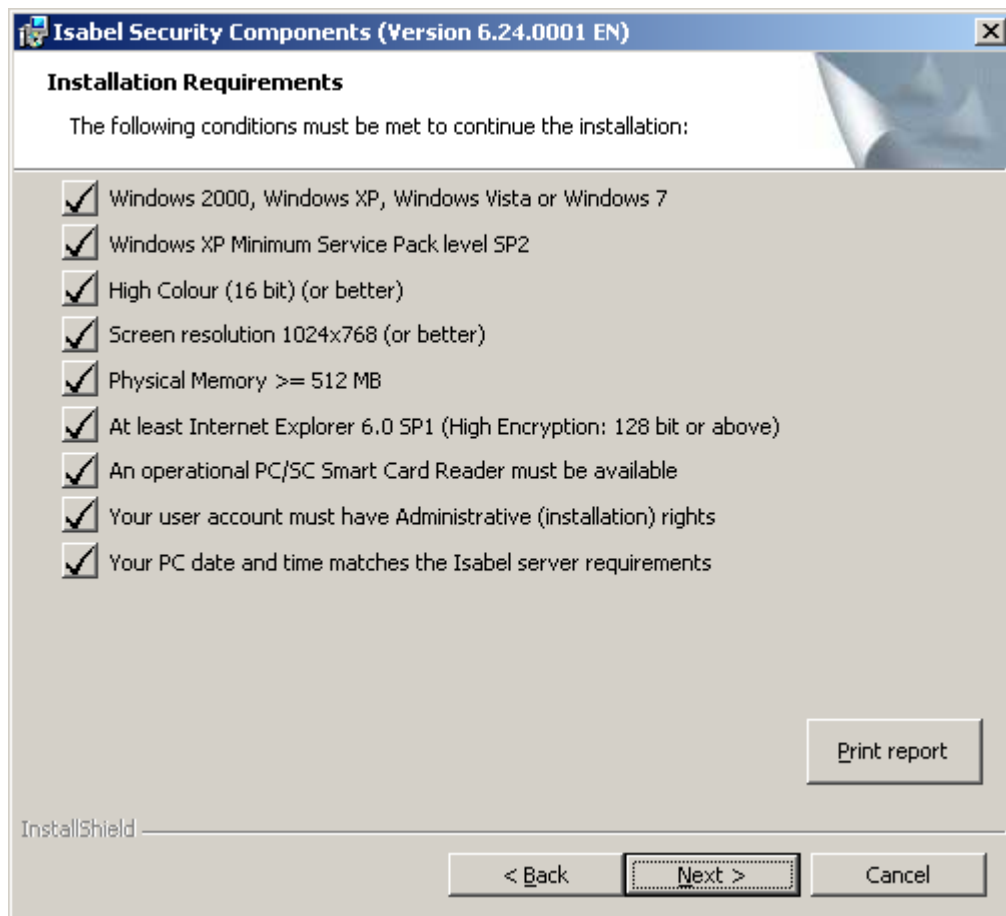 Isabel Security Components (Version 6.24.0001 EN)
Installation Requirements
The following conditions must be met to continue the installation:
Windows 2000, Windows XP, Windows Vista or Windows 7
Windows XP Minimum Service Pack level SP2
High Colour (16 bit) (or better)
Screen resolution 1024x768 (or better)
Physical Memory >= 512 MB
At least Internet Explorer 6.0 SP1 (High Encryption: 128 bit or above)
An operational PC/SC Smart Card Reader must be available
Your user account must have Administrative (installation) rights
Your PC date and time matches the Isabel server requirements
Print report
InstallShield
< Back Next > Cancel